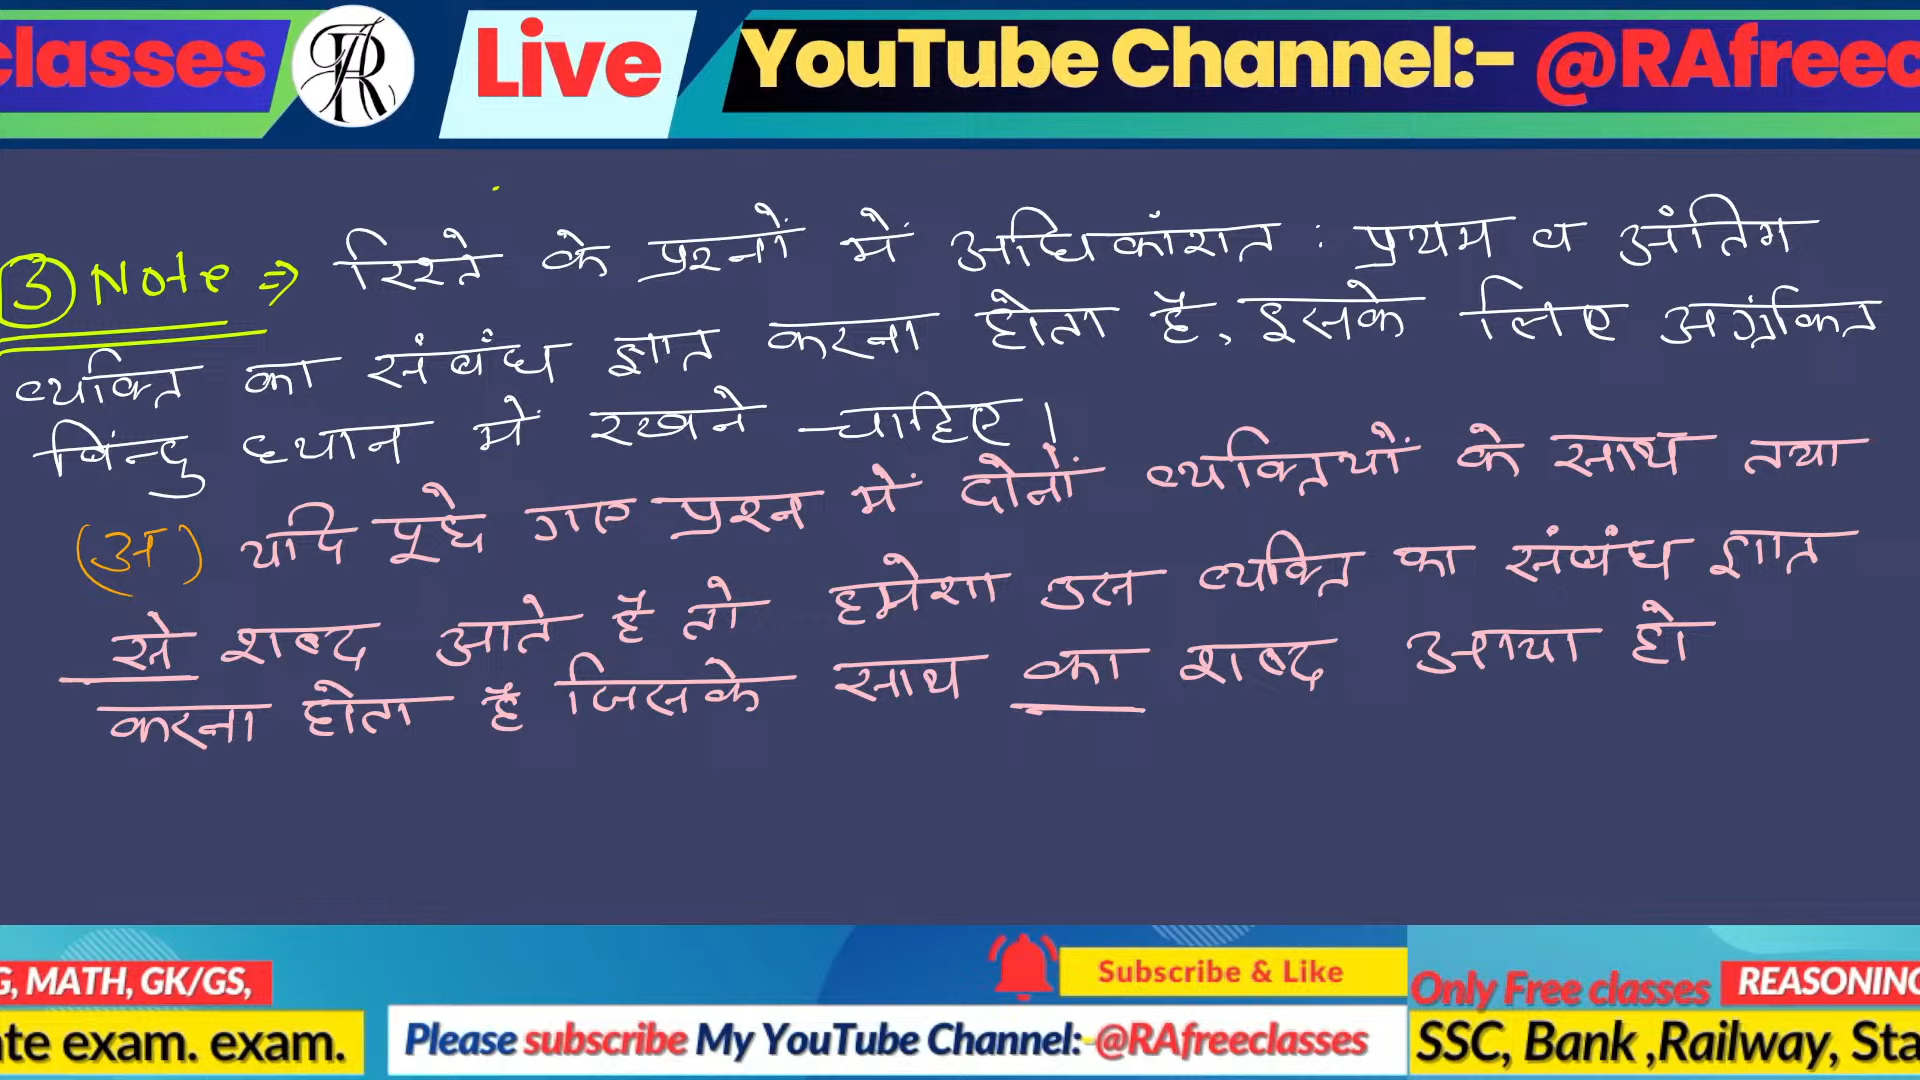 classes
Live
YouTube Channel:- @RAfreec
③ Note ⇒ रिश्ते के प्रश्नों में अधिकांशत : प्रथम व अंतिम
व्यक्ति का संबंध ज्ञात करना होता है, इसके लिए अग्रांकित
बिन्दु ध्यान में रखने चाहिए।
(अ) यदि पूछे गए प्रश्न में दोनों व्यक्तियों के साथ तथा
से शब्द आते है तो हमेशा उस व्यक्ति का संबंध ज्ञात
करना होता है जिसके साथ का शब्द आया हो
G, MATH, GK/GS,
Subscribe & Like
Only Free classes REASONING
ate exam. exam.
Please subscribe My YouTube Channel:-@RAfreeclasses
SSC, Bank ,Railway, Sta